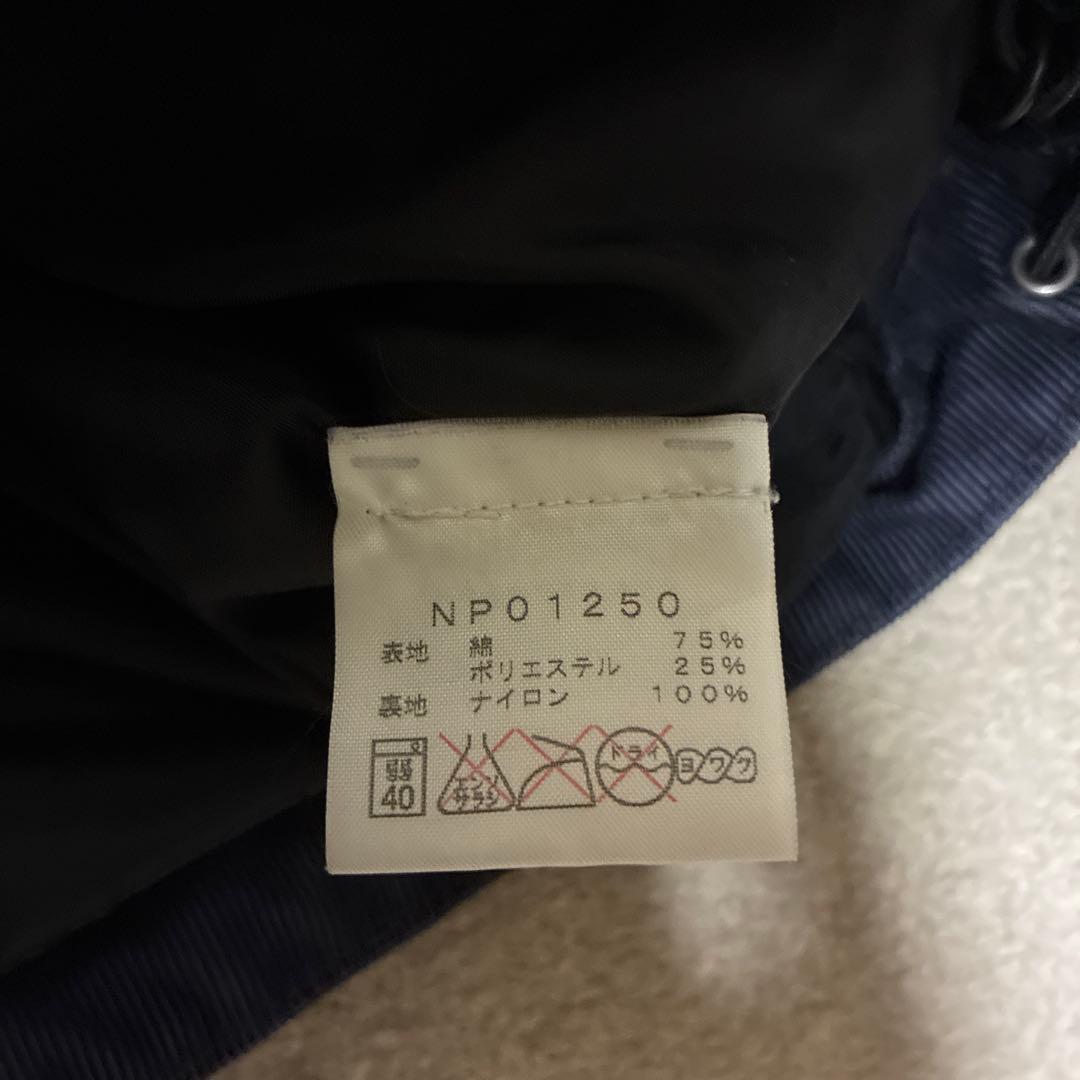 NP01250
表地 綿 75%
ポリエステル 25%
裏地 ナイロン 100%
弱 40 エンソサラシ ドライ ヨワク